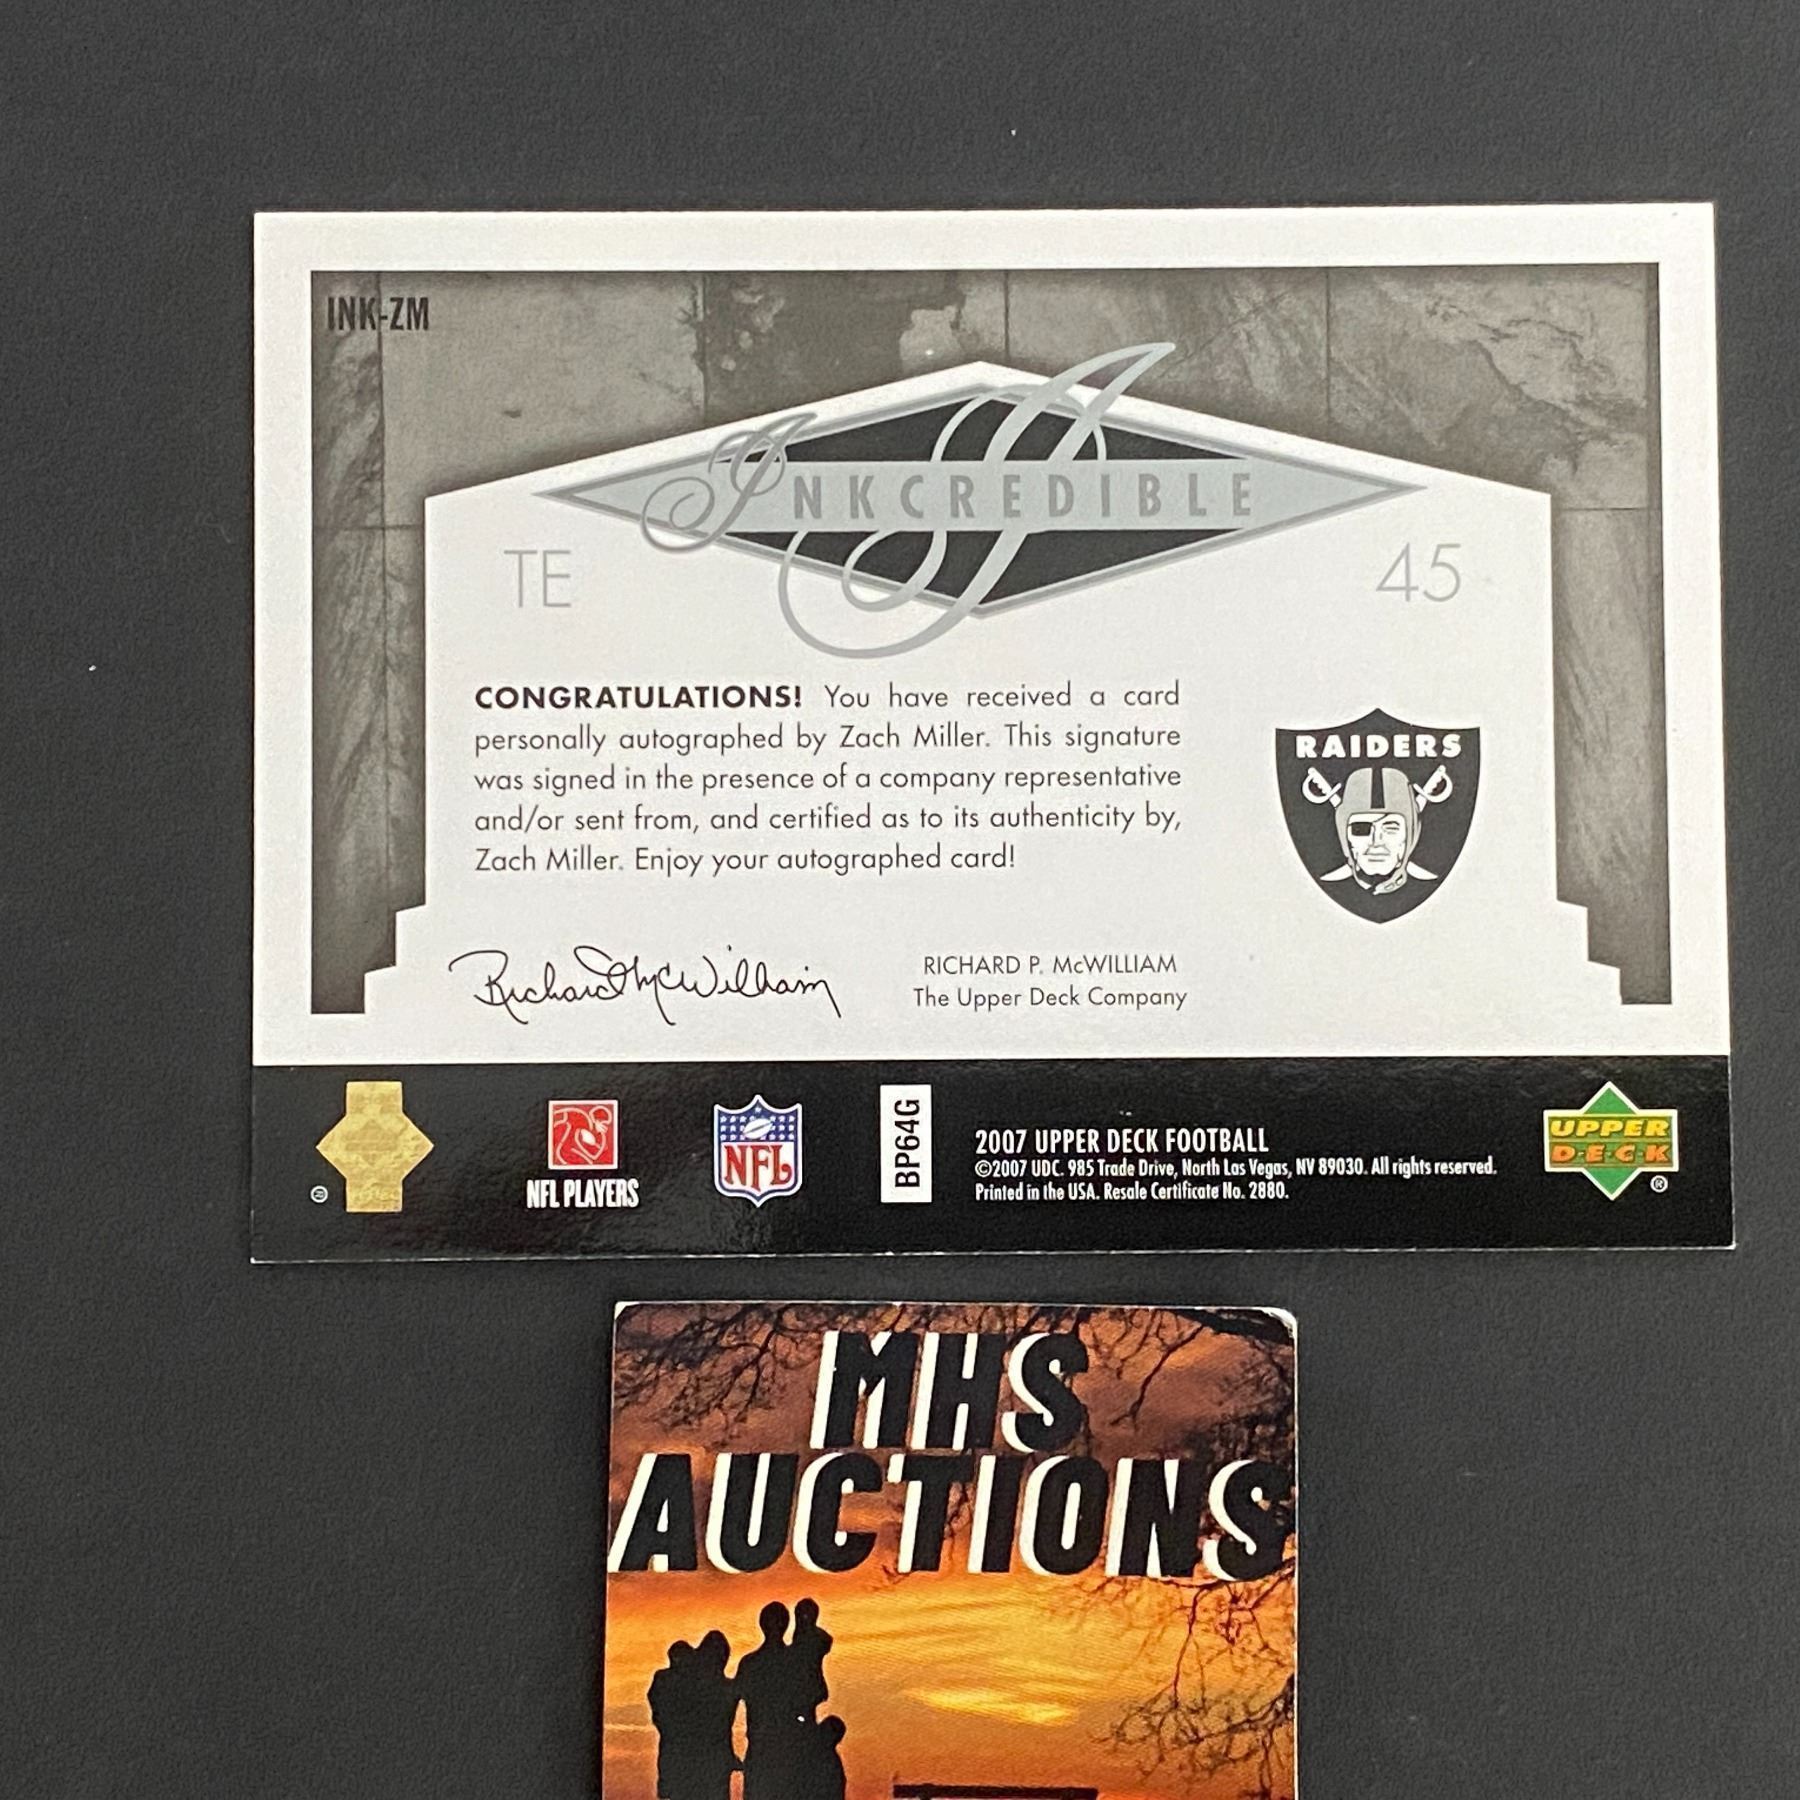 INK-ZM
INKCREDIBLE
TE
45
CONGRATULATIONS! You have received a card
personally autographed by Zach Miller. This signature
was signed in the presence of a company representative
and/or sent from, and certified as to its authenticity by,
Zach Miller. Enjoy your autographed card!
RAIDERS
Richard McWilliam
RICHARD P. McWILLIAM
The Upper Deck Company
NFL PLAYERS
NFL
BP64G
2007 UPPER DECK FOOTBALL
©2007 UDC. 985 Trade Drive, North Las Vegas, NV 89030. All rights reserved.
Printed in the USA. Resale Certificate No. 2880.
UPPER
D·E·C·K
®
MHS
AUCTIONS